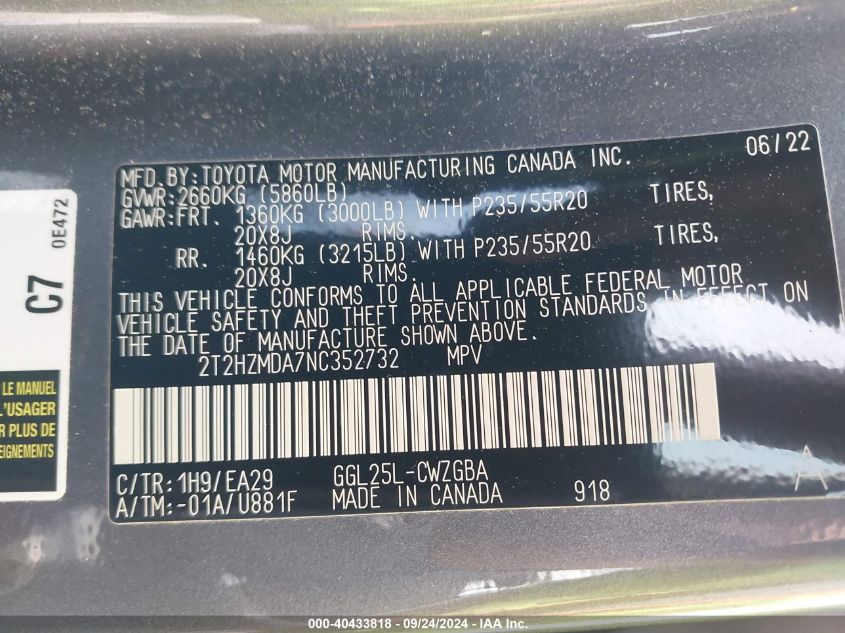 MFD.BY:TOYOTA MOTOR MANUFACTURING CANADA INC. 06/22
GVWR:2660KG (5860LB)
GAWR:FRT. 1360KG (3000LB) WITH P235/55R20 TIRES,
20X8J RIMS.
RR. 1460KG (3215LB) WITH P235/55R20 TIRES,
20X8J RIMS.
THIS VEHICLE CONFORMS TO ALL APPLICABLE FEDERAL MOTOR
VEHICLE SAFETY AND THEFT PREVENTION STANDARDS IN EFFECT ON
THE DATE OF MANUFACTURE SHOWN ABOVE.
2T2HZMDA7NC352732 MPV
C/TR:1H9/EA29 GGL25L-CWZGBA
A/TM:-01A/U881F MADE IN CANADA 918 A
C7 0E472
LE MANUEL
L'USAGER
R PLUS DE
EIGNEMENTS
000-40433818 - 09/24/2024 - IAA Inc.